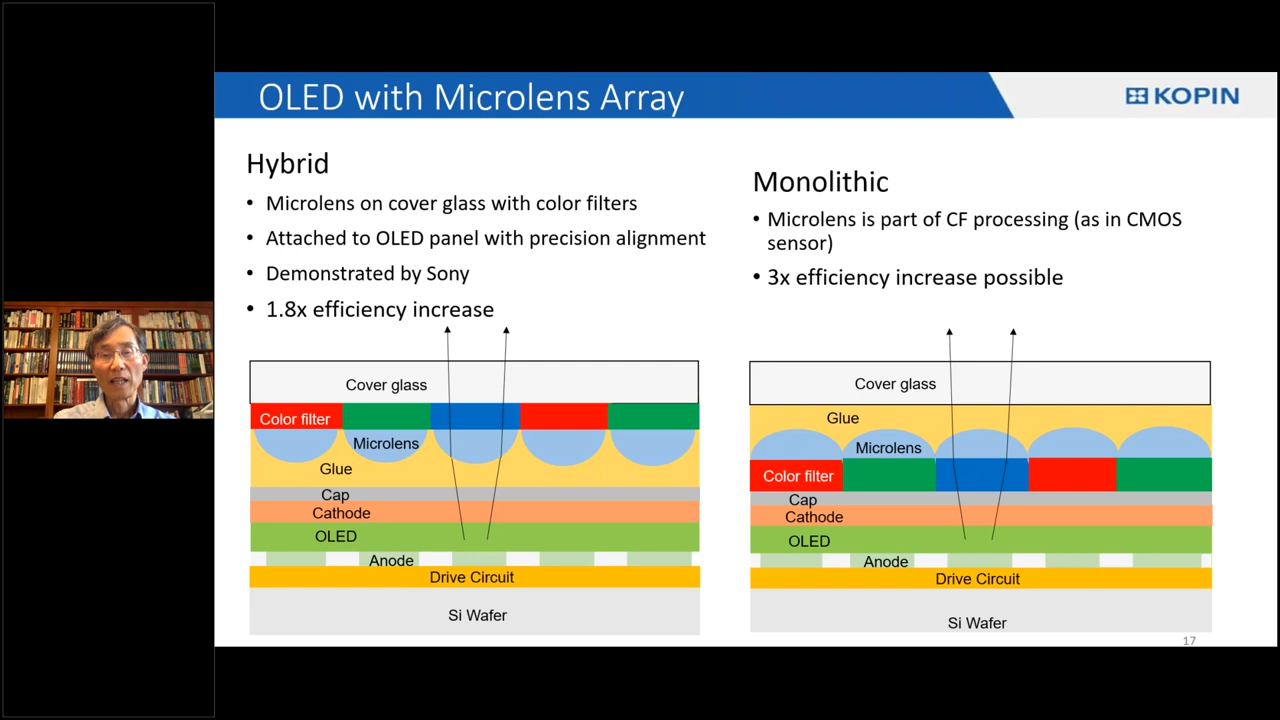 OLED with Microlens Array
KOPIN
Hybrid
• Microlens on cover glass with color filters
• Attached to OLED panel with precision alignment
• Demonstrated by Sony
• 1.8x efficiency increase
Cover glass
Color filter
Microlens
Glue
Cap
Cathode
OLED
Anode
Drive Circuit
Si Wafer
Monolithic
• Microlens is part of CF processing (as in CMOS
sensor)
• 3x efficiency increase possible
Cover glass
Glue
Microlens
Color filter
Cap
Cathode
OLED
Anode
Drive Circuit
Si Wafer
17